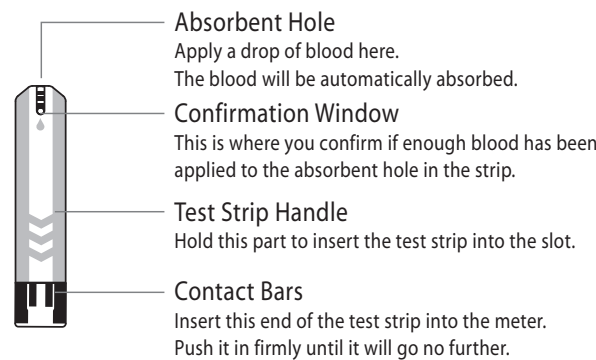 Absorbent Hole
Apply a drop of blood here.
The blood will be automatically absorbed.
Confirmation Window
This is where you confirm if enough blood has been
applied to the absorbent hole in the strip.
Test Strip Handle
Hold this part to insert the test strip into the slot.
Contact Bars
Insert this end of the test strip into the meter.
Push it in firmly until it will go no further.